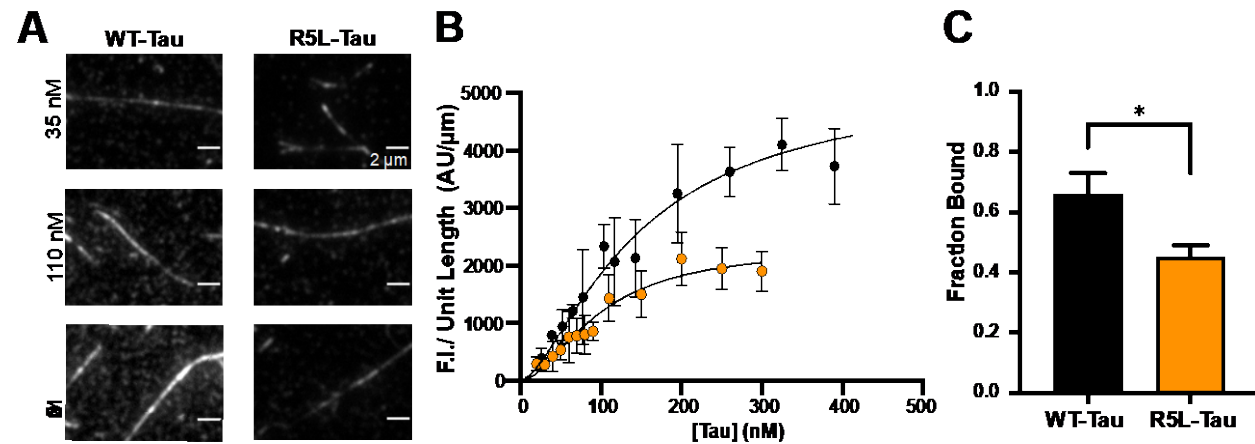 A
WT-Tau
R5L-Tau
35 nM
2 µm
110 nM
B
F.I./ Unit Length (AU/µm)
5000
4000
3000
2000
1000
0
0
100
200
300
400
500
[Tau] (nM)
C
Fraction Bound
1.0
0.8
0.6
0.4
0.2
0.0
*
WT-Tau
R5L-Tau